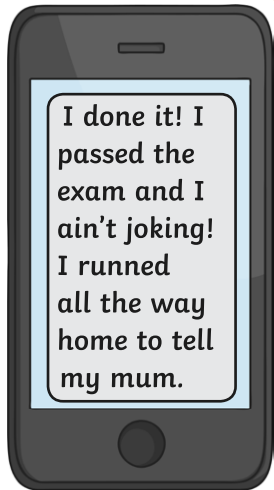 I done it! I
passed the
exam and I
ain't joking!
I runned
all the way
home to tell
my mum.